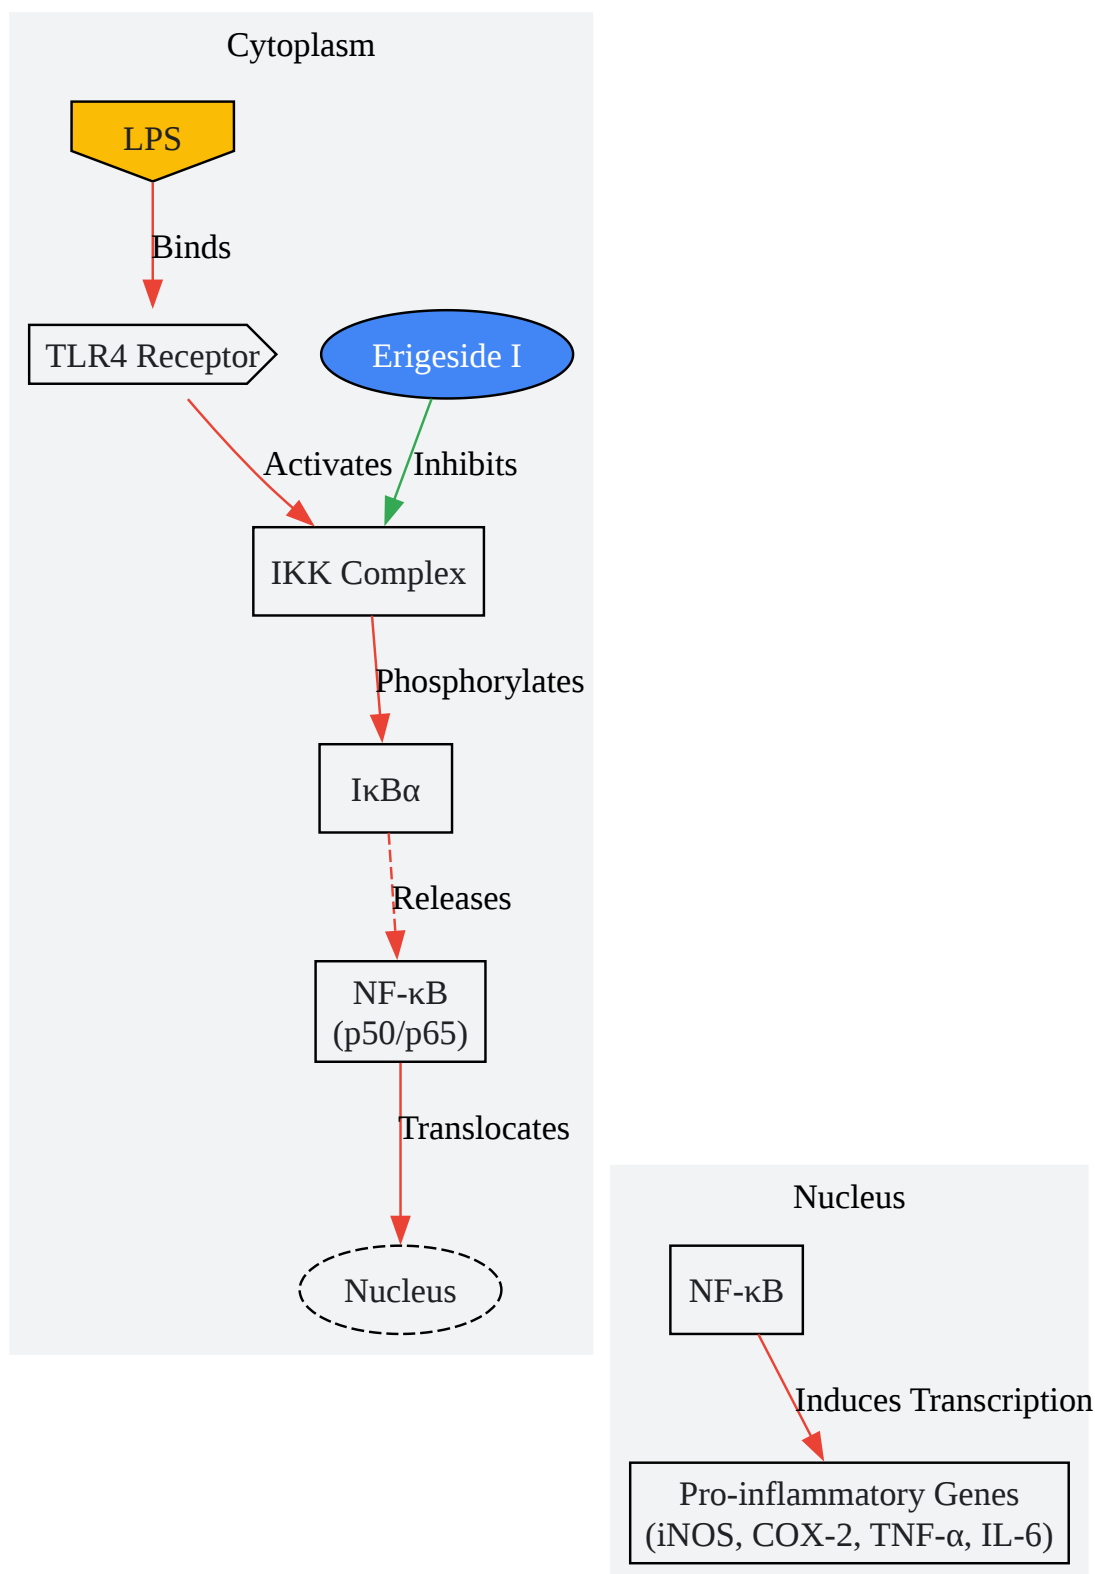 Cytoplasm
LPS
Binds
TLR4 Receptor
Erigeside I
Activates
Inhibits
IKK Complex
Phosphorylates
IκBα
Releases
NF-κB
(p50/p65)
Translocates
Nucleus
Nucleus
NF-κB
Induces Transcription
Pro-inflammatory Genes
(iNOS, COX-2, TNF-α, IL-6)